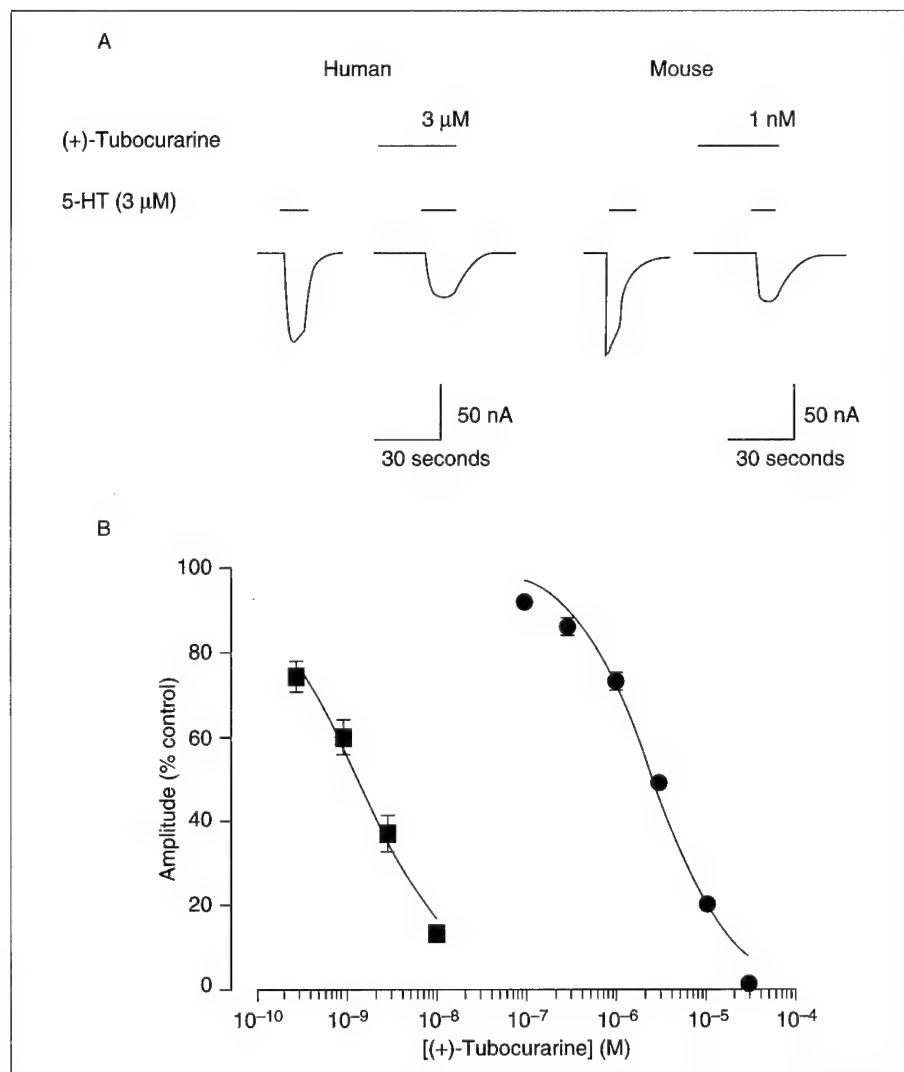 A
Human Mouse
(+)-Tubocurarine 3 μM 1 nM
5-HT (3 μM)
50 nA 50 nA
30 seconds 30 seconds
B
100
80
60
40
20
0
Amplitude (% control)
10⁻¹⁰ 10⁻⁹ 10⁻⁸ 10⁻⁷ 10⁻⁶ 10⁻⁵ 10⁻⁴
[(+)-Tubocurarine] (M)